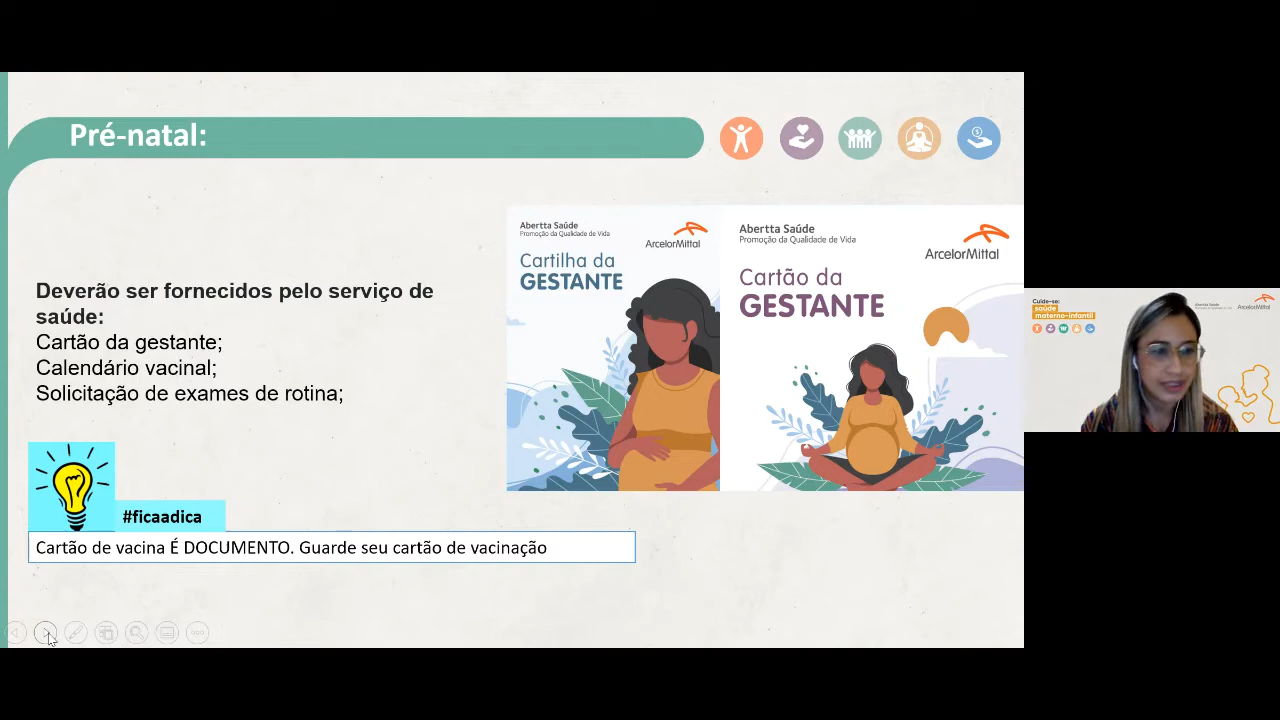 Pré-natal:
Abertta Saúde
Promoção da Qualidade de Vida
ArcelorMittal
Cartilha da
GESTANTE
Abertta Saúde
Promoção da Qualidade de Vida
ArcelorMittal
Cartão da
GESTANTE
Deverão ser fornecidos pelo serviço de
saúde:
Cartão da gestante;
Calendário vacinal;
Solicitação de exames de rotina;
#ficaadica
Cartão de vacina É DOCUMENTO. Guarde seu cartão de vacinação
Cuide-se:
saúde
materno-infantil
Abertta Saúde
ArcelorMittal